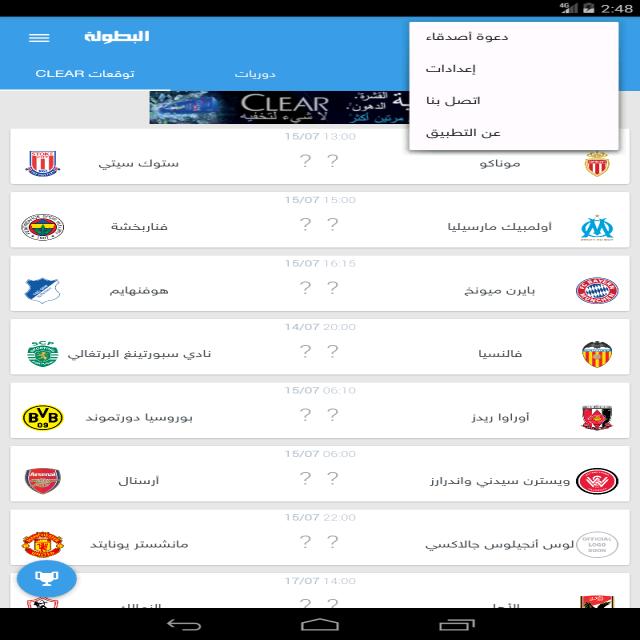 4G 2:48
البطولة
دعوة أصدقاء
إعدادات
اتصل بنا
عن التطبيق
دوريات
توقعات CLEAR
CLEAR
لا شيء لتخفيه
القشرة.
الدهون.
مرتين أكثر
15/07 13:00
موناكو
? ?
ستوك سيتي
STOKE
15/07 15:00
أولمبيك مارسيليا
? ?
فناربخشة
15/07 16:15
بايرن ميونخ
? ?
هوفنهايم
14/07 20:00
فالنسيا
? ?
نادي سبورتينغ البرتغالي
SCP
SPORTING
15/07 06:10
أوراوا ريدز
? ?
بوروسيا دورتموند
BVB
09
15/07 06:00
ويسترن سيدني واندرارز
? ?
أرسنال
Arsenal
15/07 22:00
OFFICIAL
LOGO
SOON
لوس أنجيلوس جالاكسي
? ?
مانشستر يونايتد
17/07 14:00
? ?